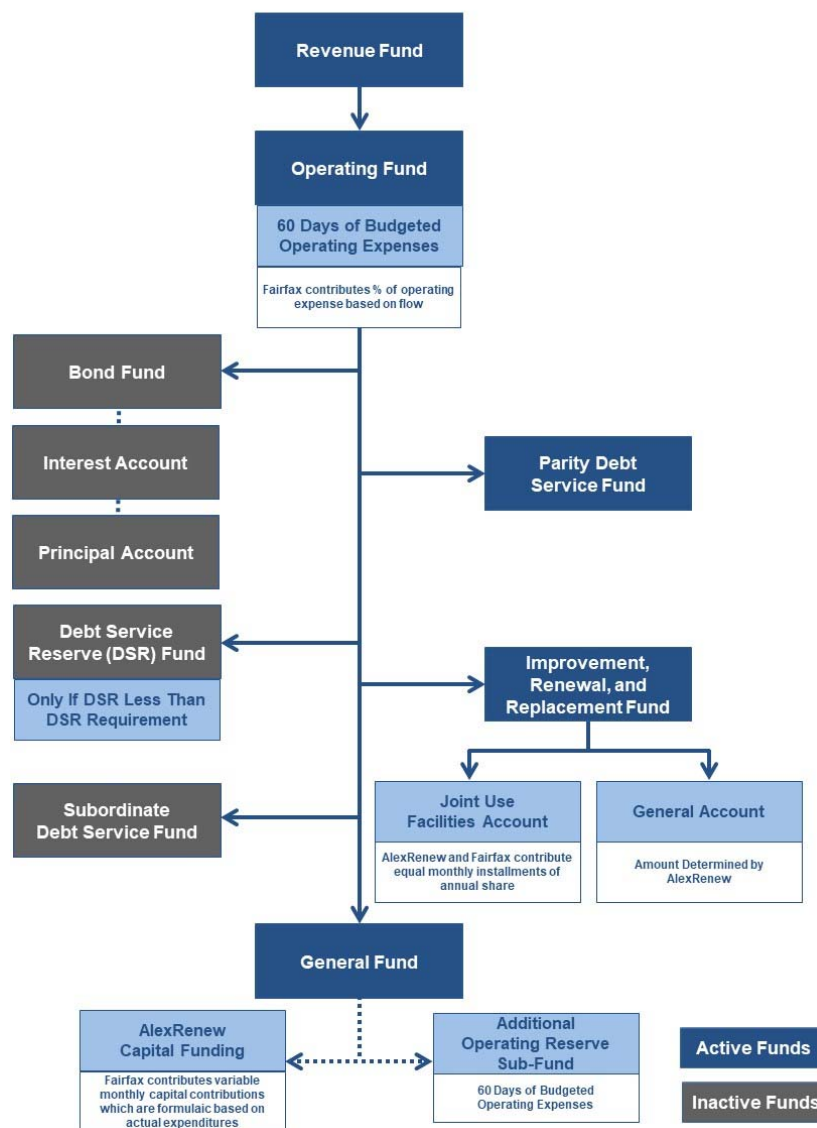 Revenue Fund
Operating Fund
60 Days of Budgeted
Operating Expenses
Fairfax contributes % of operating
expense based on flow
Bond Fund
Interest Account
Principal Account
Parity Debt
Service Fund
Debt Service
Reserve (DSR) Fund
Only If DSR Less Than
DSR Requirement
Improvement,
Renewal, and
Replacement Fund
Subordinate
Debt Service Fund
Joint Use
Facilities Account
AlexRenew and Fairfax contribute
equal monthly installments of
annual share
General Account
Amount Determined by
AlexRenew
General Fund
AlexRenew
Capital Funding
Fairfax contributes variable
monthly capital contributions
which are formulaic based on
actual expenditures
Additional
Operating Reserve
Sub-Fund
60 Days of Budgeted
Operating Expenses
Active Funds
Inactive Funds